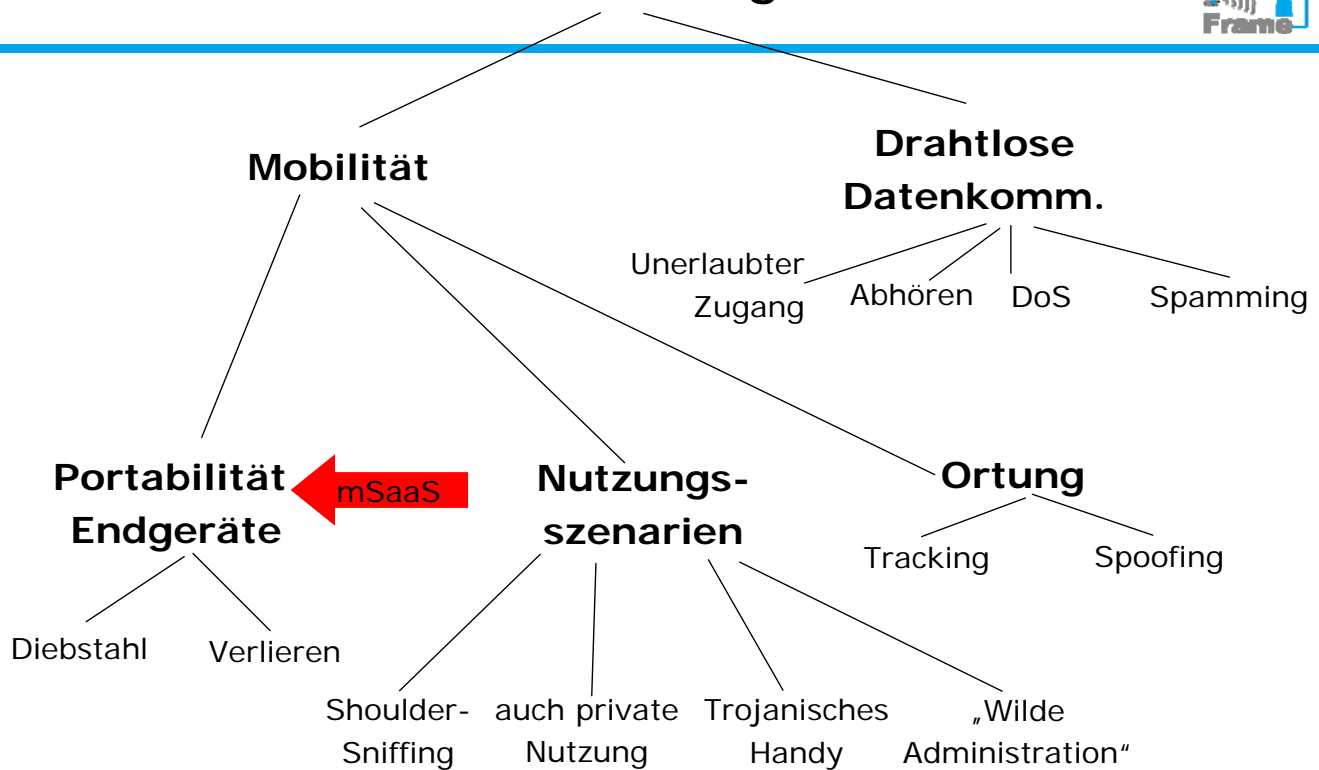 Frame
Mobilität
Drahtlose
Datenkomm.
Unerlaubter
Zugang
Abhören
DoS
Spamming
Portabilität
Endgeräte
mSaaS
Nutzungs-
szenarien
Ortung
Tracking
Spoofing
Diebstahl
Verlieren
Shoulder-
Sniffing
auch private
Nutzung
Trojanisches
Handy
„Wilde
Administration“